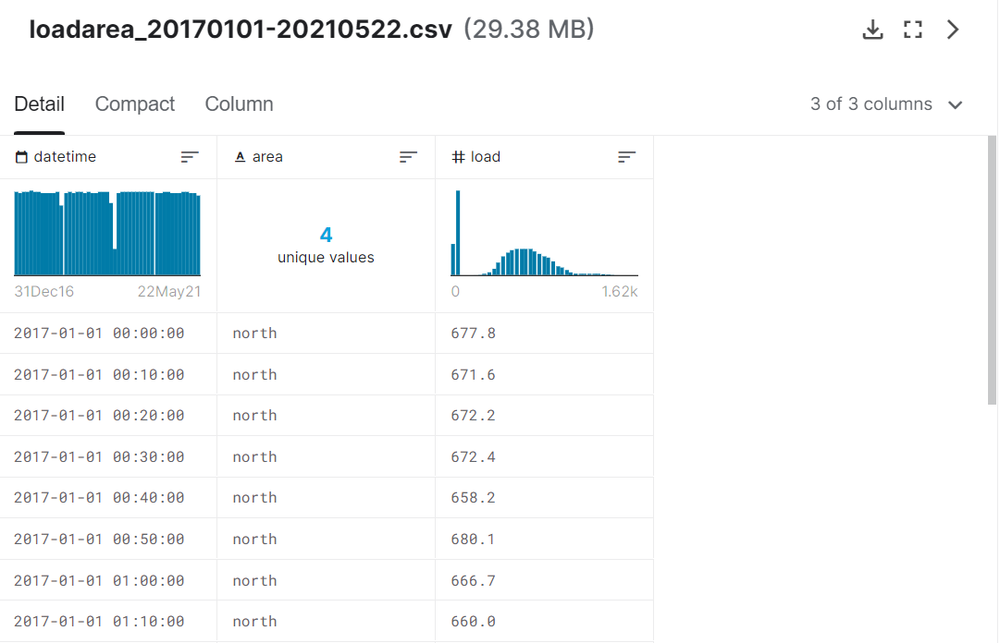 loadarea_20170101-20210522.csv (29.38 MB)
Detail Compact Column 3 of 3 columns
datetime area load
4
unique values
31Dec16 22May21 0 1.62k
2017-01-01 00:00:00 north 677.8
2017-01-01 00:10:00 north 671.6
2017-01-01 00:20:00 north 672.2
2017-01-01 00:30:00 north 672.4
2017-01-01 00:40:00 north 658.2
2017-01-01 00:50:00 north 680.1
2017-01-01 01:00:00 north 666.7
2017-01-01 01:10:00 north 660.0